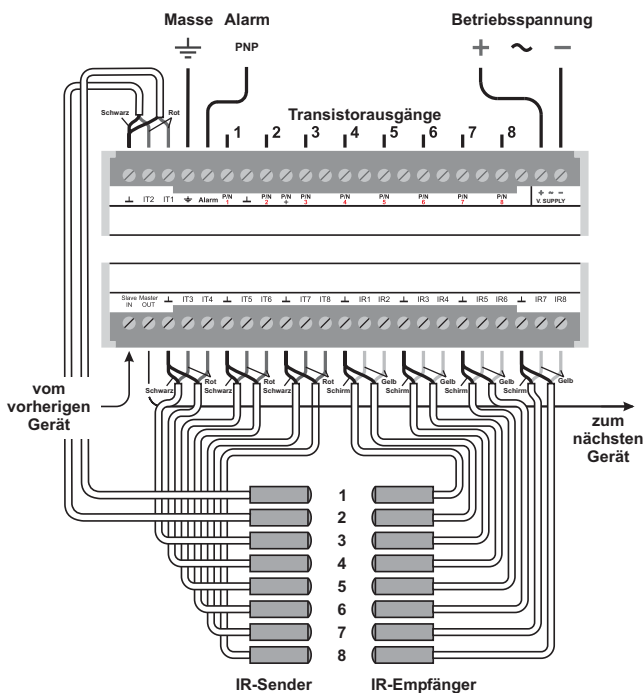 Masse Alarm Betriebsspannung
PNP + ~ −
Schwarz Rot
Transistorausgänge
1 2 3 4 5 6 7 8
⊥ IT2 IT1 Alarm P/N 1 ⊥ P/N 2 P/N + P/N 3 P/N 4 P/N 5 P/N 6 P/N 7 P/N 8 + ~ − V. SUPPLY
Slave IN Master OUT ⊥ IT3 IT4 ⊥ IT5 IT6 ⊥ IT7 IT8 ⊥ IR1 IR2 ⊥ IR3 IR4 ⊥ IR5 IR6 ⊥ IR7 IR8
Schwarz Rot Schwarz Rot Schwarz Rot Schirm Gelb Schirm Gelb Schirm Gelb Schirm Gelb
vom
vorherigen
Gerät
zum
nächsten
Gerät
1
2
3
4
5
6
7
8
IR-Sender IR-Empfänger